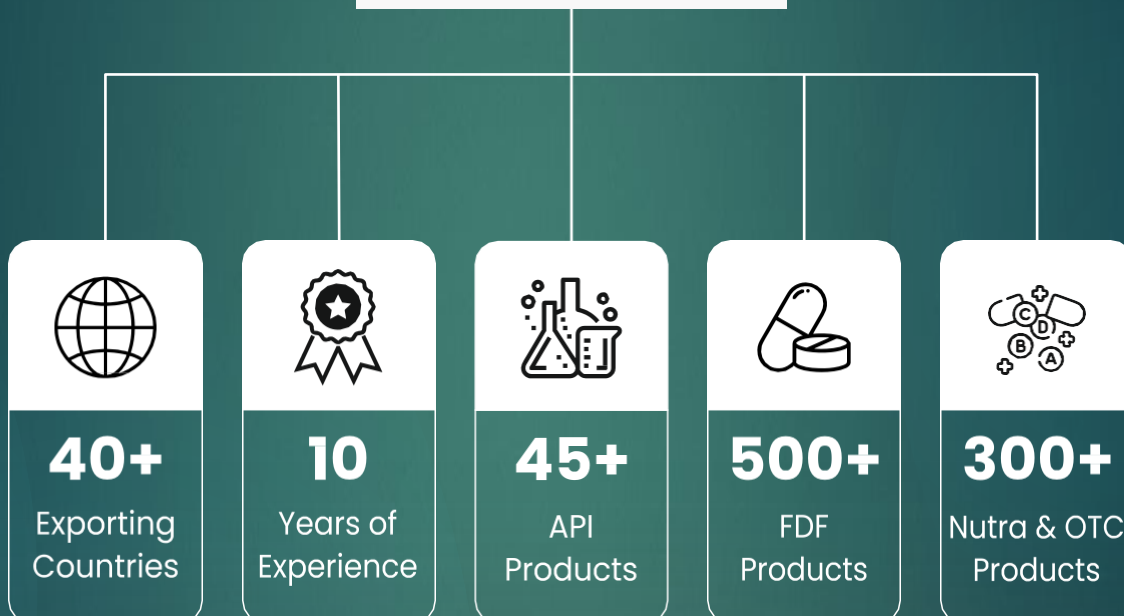 40+
Exporting
Countries
10
Years of
Experience
45+
API
Products
500+
FDF
Products
C
D
B
A
300+
Nutra & OTC
Products